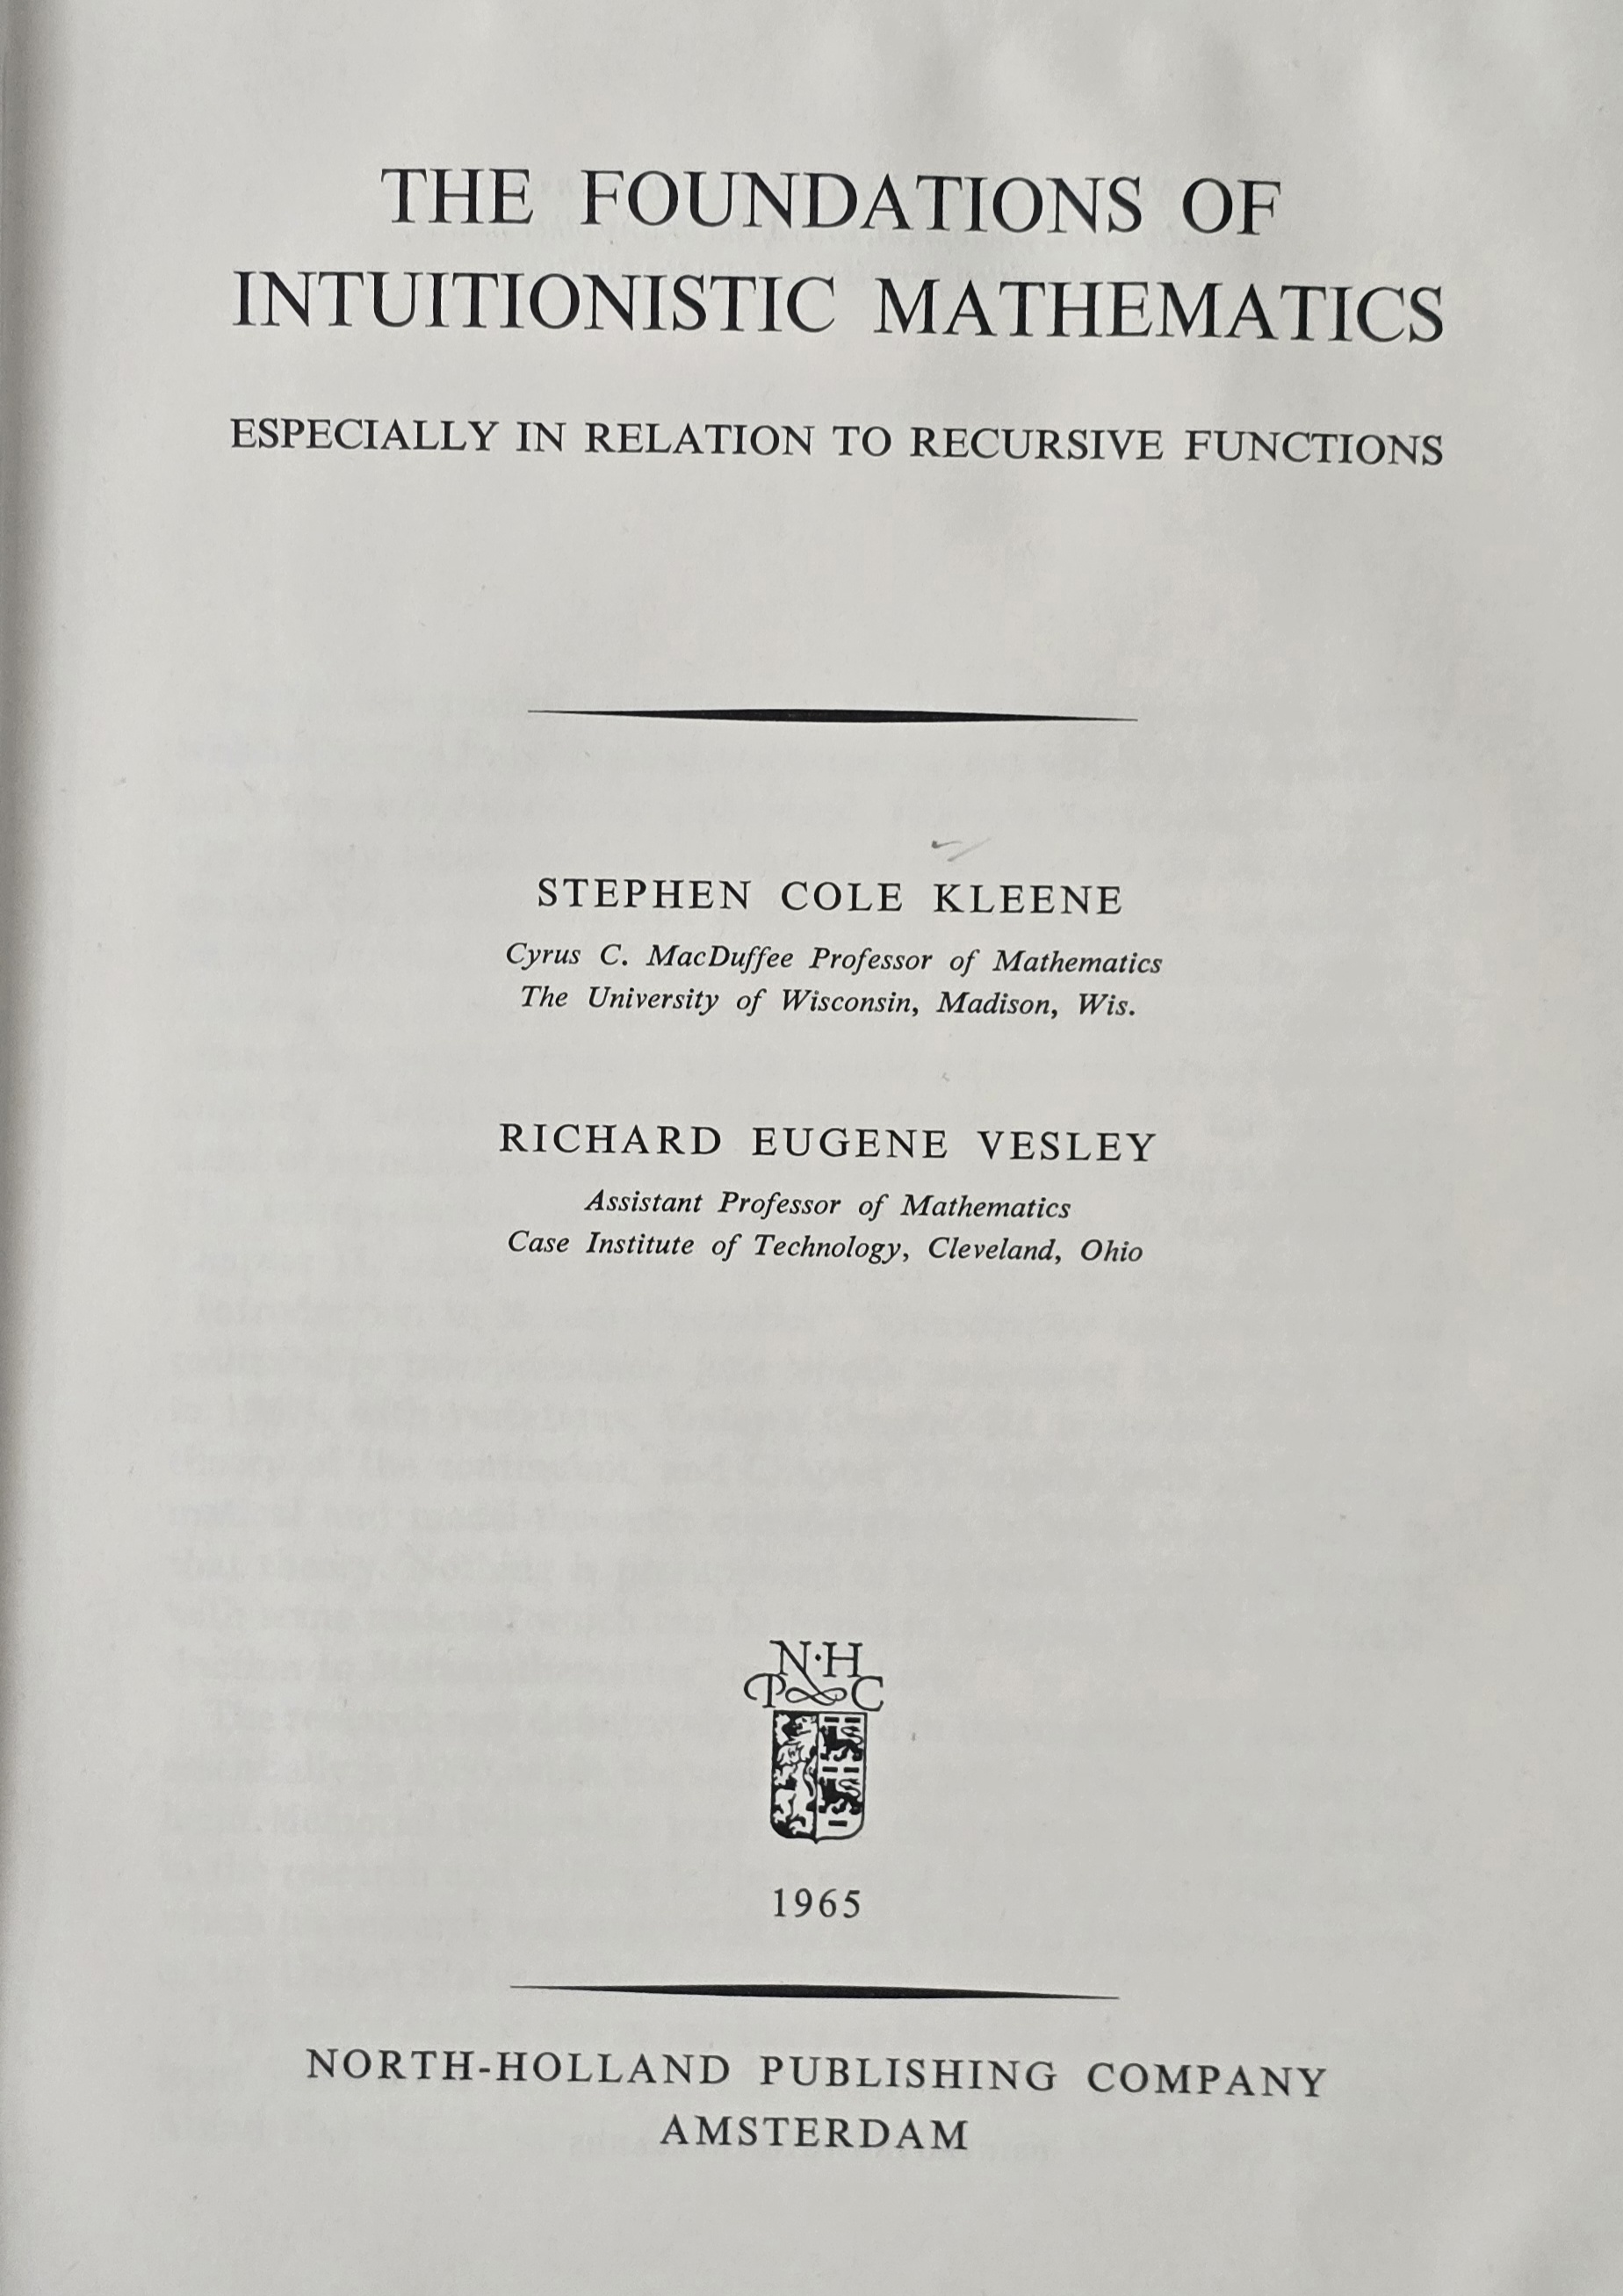 THE FOUNDATIONS OF
INTUITIONISTIC MATHEMATICS
ESPECIALLY IN RELATION TO RECURSIVE FUNCTIONS
STEPHEN COLE KLEENE
Cyrus C. MacDuffee Professor of Mathematics
The University of Wisconsin, Madison, Wis.
RICHARD EUGENE VESLEY
Assistant Professor of Mathematics
Case Institute of Technology, Cleveland, Ohio
N·H
P C
1965
NORTH-HOLLAND PUBLISHING COMPANY
AMSTERDAM